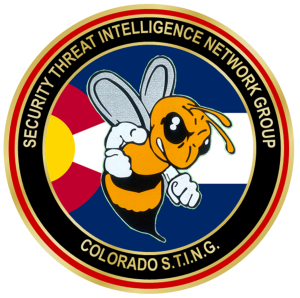 SECURITY THREAT INTELLIGENCE NETWORK GROUP
COLORADO S.T.I.N.G.